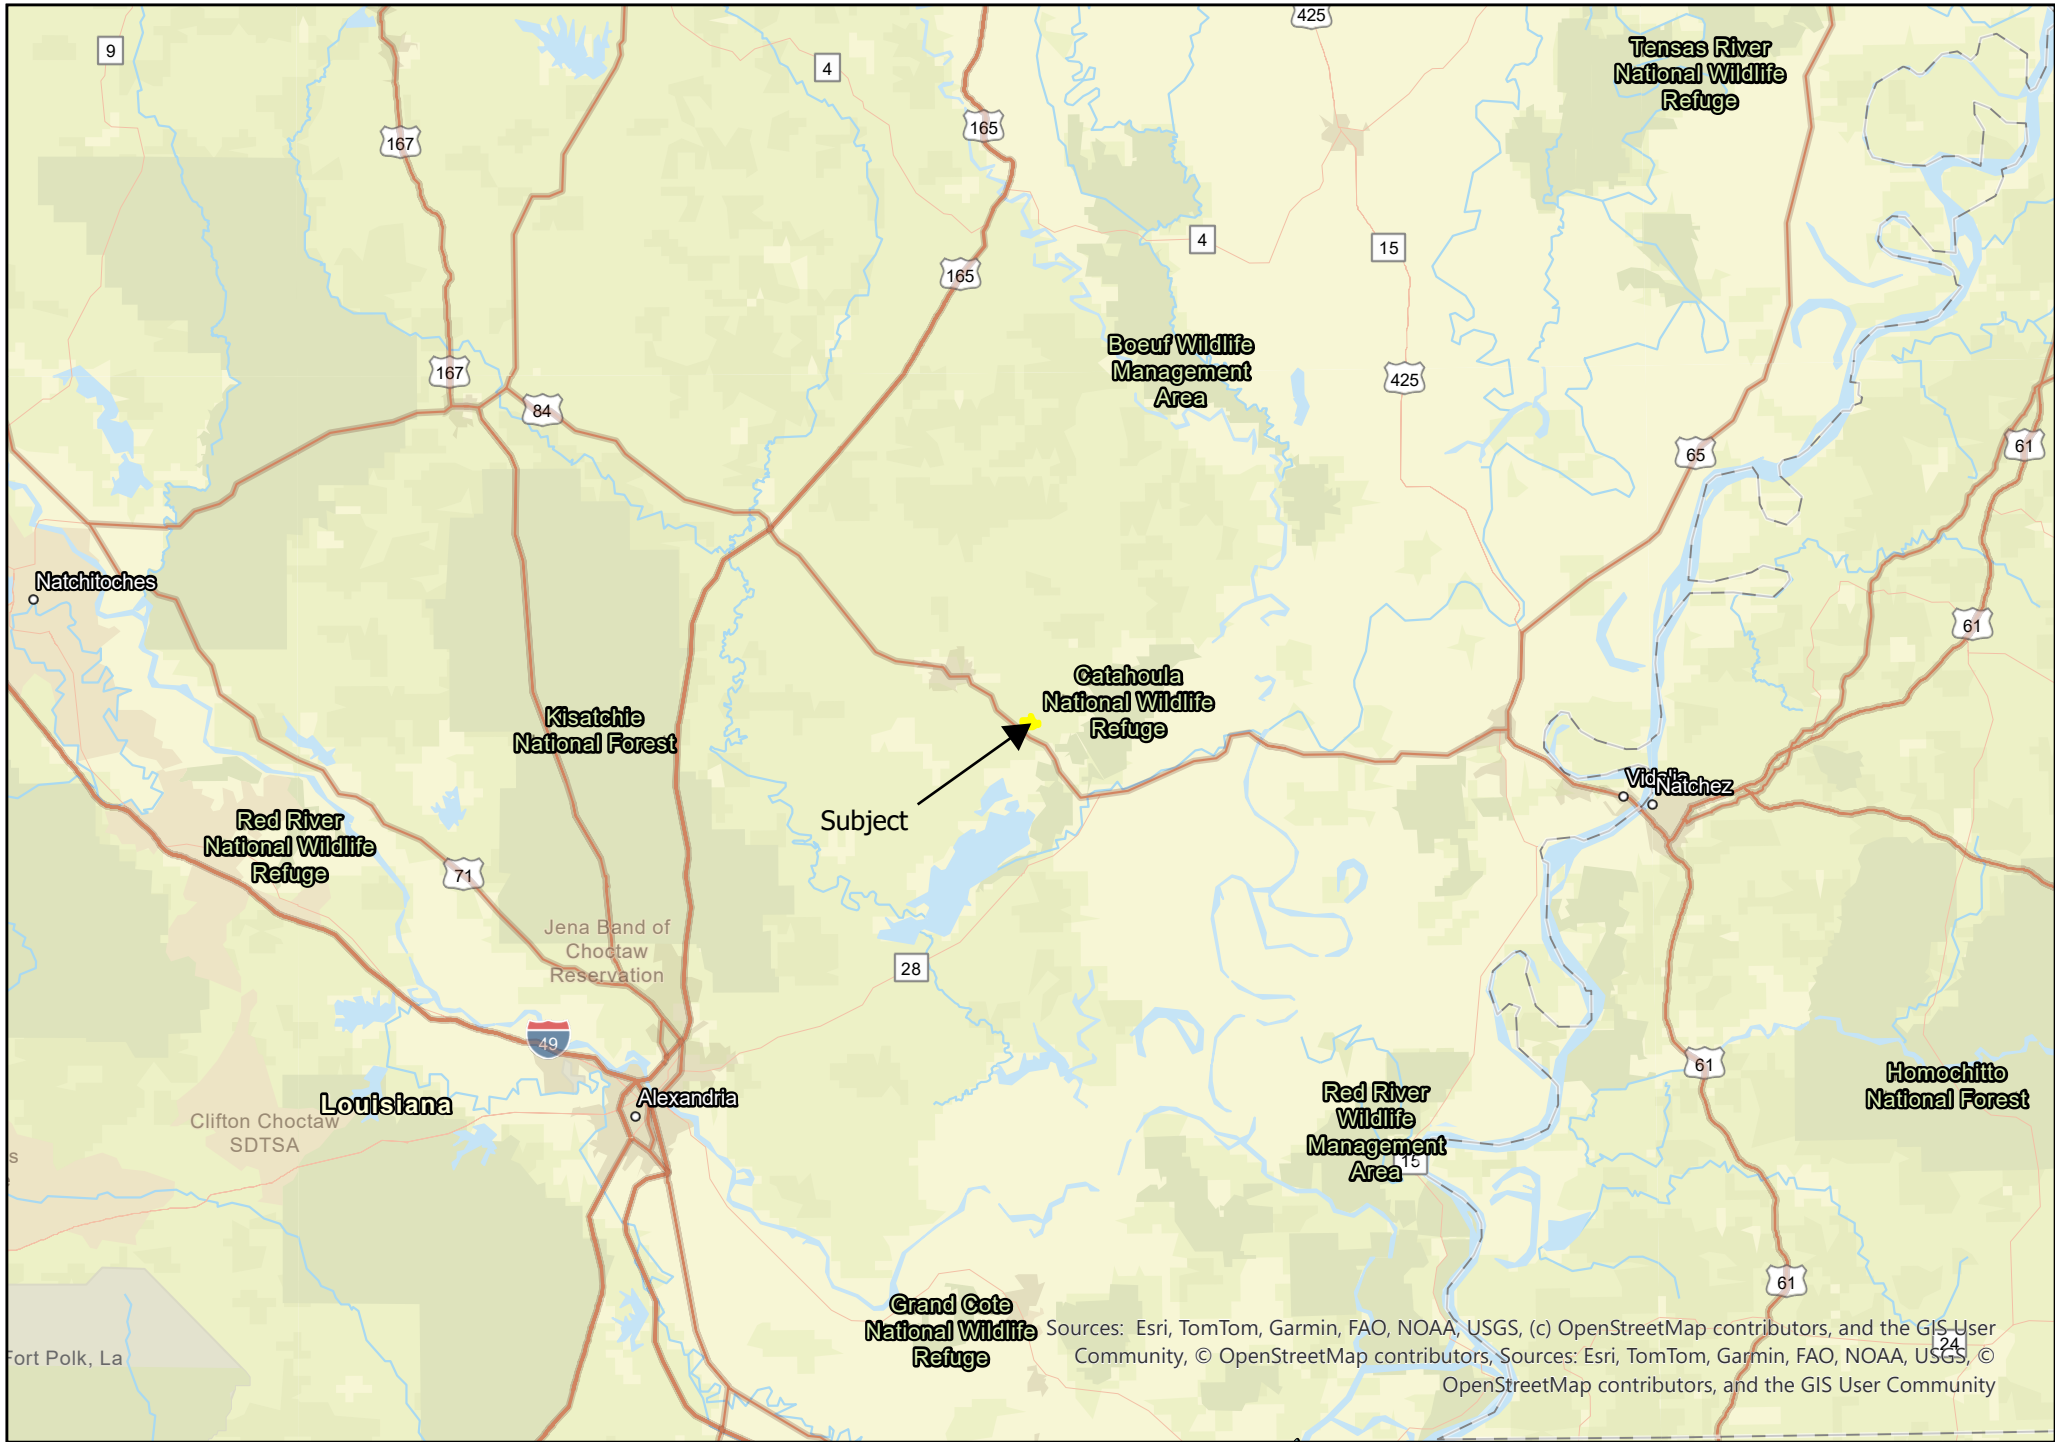 425
9
4
Tensas River
National Wildlife
Refuge
167
165
4
15
165
Boeuf Wildlife
Management
Area
167
425
84
61
65
Natchitoches
61
Catahoula
National Wildlife
Refuge
Kisatchie
National Forest
Subject
Vidalia
Natchez
Red River
National Wildlife
Refuge
71
Jena Band of
Choctaw
Reservation
28
49
61
Homochitto
National Forest
Louisiana
Alexandria
Red River
Wildlife
Management
Area
15
Clifton Choctaw
SDTSA
s
61
Grand Cote
National Wildlife
Refuge
Fort Polk, La
24
Sources: Esri, TomTom, Garmin, FAO, NOAA, USGS, (c) OpenStreetMap contributors, and the GIS User
Community, © OpenStreetMap contributors, Sources: Esri, TomTom, Garmin, FAO, NOAA, USGS, ©
OpenStreetMap contributors, and the GIS User Community